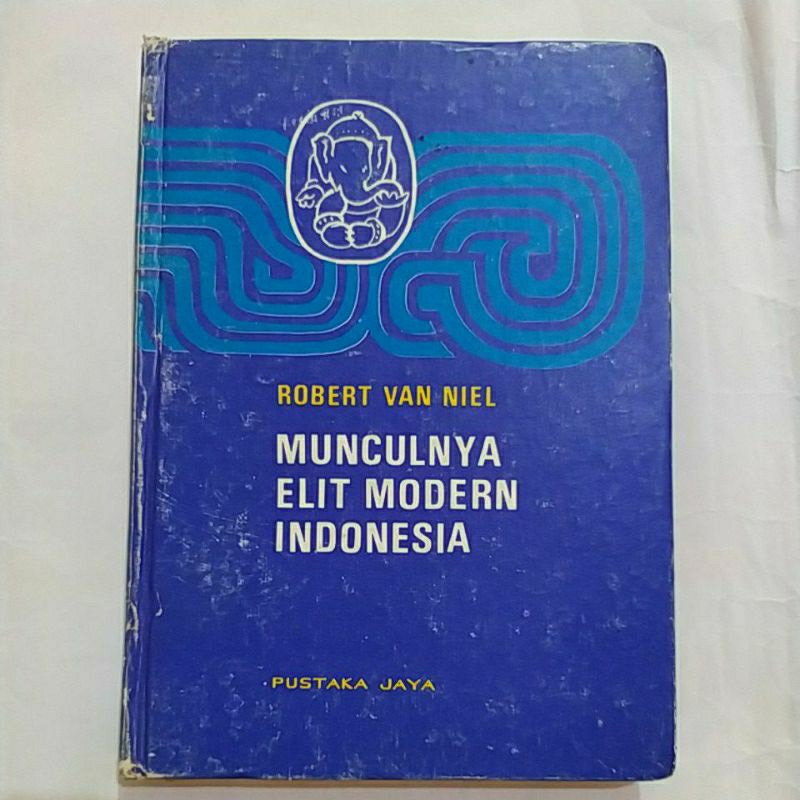 ROBERT VAN NIEL
MUNCULNYA
ELIT MODERN
INDONESIA
PUSTAKA JAYA